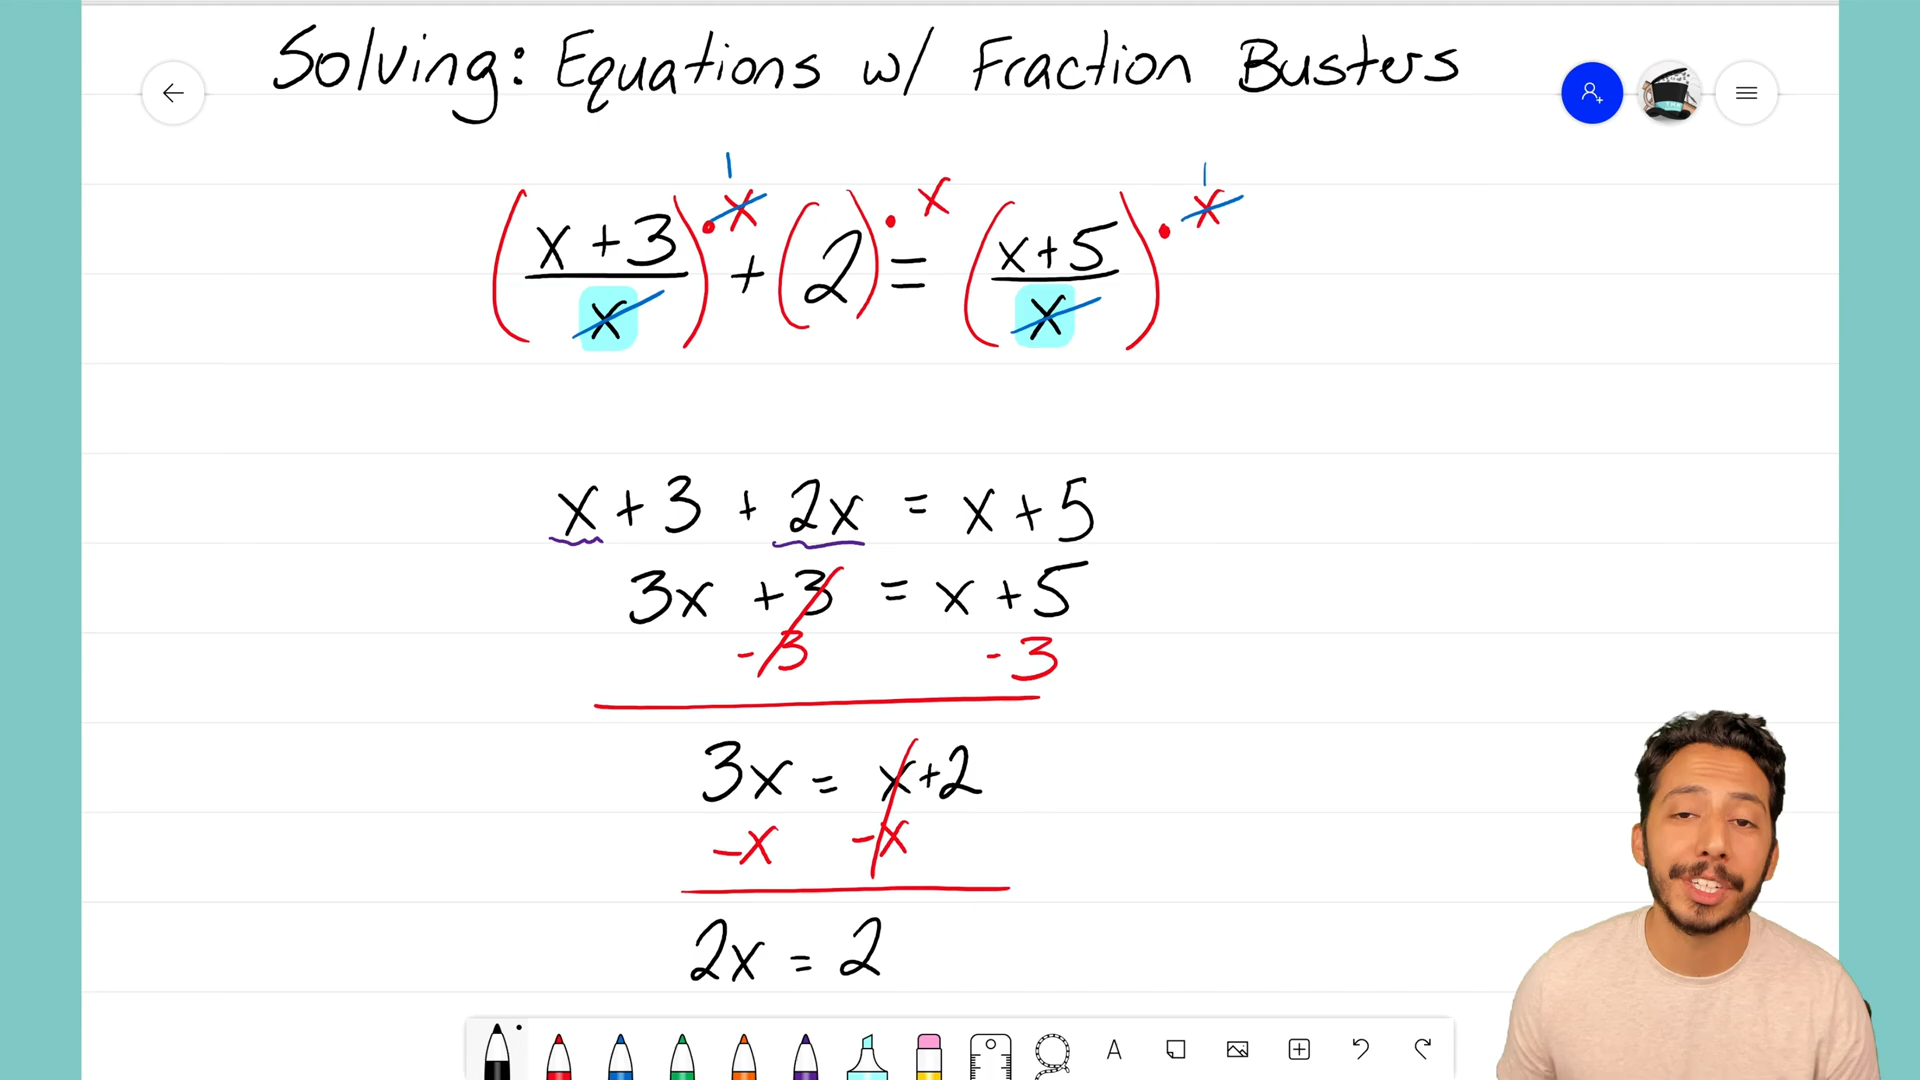 Solving: Equations w/ Fraction Busters
1 1
(x + 3 / x) • x + (2) • x = (x + 5 / x) • x
x + 3 + 2x = x + 5
3x + 3 = x + 5
- 3 - 3
3x = x + 2
- x - x
2x = 2
A